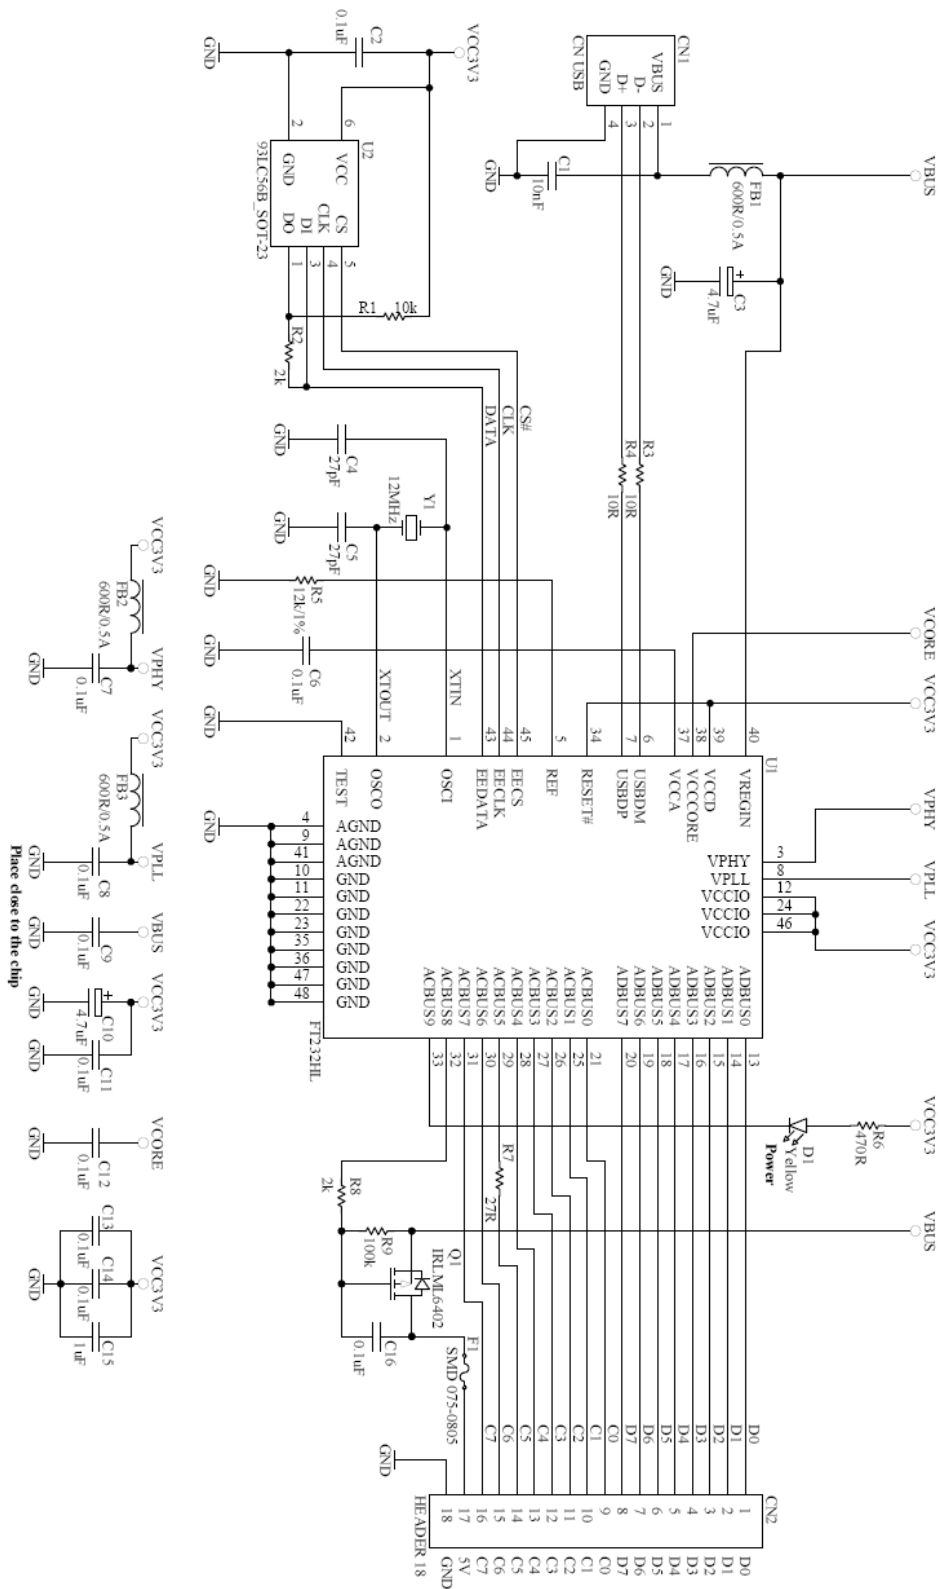 VBUS
VCORE
VCC3V3
VPHY
VPLL
VCC3V3
VCC3V3
VBUS
CN1
CN USB
VBUS
D-
D+
GND
1
2
3
4
FB1
600R/0.5A
C1
10nF
GND
C3
4.7uF
GND
+
VCC3V3
C2
0.1uF
GND
2
6
U2
VCC
GND
CS
CLK
DI
DO
93LC56B_SOT-23
5
4
3
1
R1
10k
R2
2k
CS#
CLK
DATA
R3
R4
10R
10R
C4
27pF
GND
Y1
12MHz
C5
27pF
GND
R5
12k/1%
GND
C6
0.1uF
GND
XTIN
XTOUT
GND
U1
40
VREGIN
39
VCCD
38
VCCCORE
37
VCCA
6
USBDM
7
USBDP
34
RESET#
5
REF
45
EECS
44
EECLK
43
EEDATA
1
OSCI
2
OSCO
42
TEST
VPHY
3
VPLL
8
VCCIO
12
VCCIO
24
VCCIO
46
4
AGND
9
AGND
41
AGND
10
GND
11
GND
22
GND
23
GND
35
GND
36
GND
47
GND
48
GND
GND
FT232HL
ADBUS0
13
ADBUS1
14
ADBUS2
15
ADBUS3
16
ADBUS4
17
ADBUS5
18
ADBUS6
19
ADBUS7
20
ACBUS0
21
ACBUS1
25
ACBUS2
26
ACBUS3
27
ACBUS4
28
ACBUS5
29
ACBUS6
30
ACBUS7
31
ACBUS8
32
ACBUS9
33
R6
470R
D1
Yellow
Power
R7
27R
R8
2k
R9
100k
Q1
IRLML6402
C16
0.1uF
F1
SMD 075-0805
GND
D0
D1
D2
D3
D4
D5
D6
D7
C0
C1
C2
C3
C4
C5
C6
C7
CN2
1
2
3
4
5
6
7
8
9
10
11
12
13
14
15
16
17
18
HEADER 18
D0
D1
D2
D3
D4
D5
D6
D7
C0
C1
C2
C3
C4
C5
C6
C7
5V
GND
VCC3V3
FB2
600R/0.5A
VPHY
C7
0.1uF
GND
VCC3V3
FB3
600R/0.5A
VPLL
C8
0.1uF
GND
VBUS
C9
0.1uF
GND
VCC3V3
+
C10
4.7uF
C11
0.1uF
GND
VCORE
C12
0.1uF
GND
VCC3V3
C13
0.1uF
C14
0.1uF
C15
1uF
GND
Place close to the chip